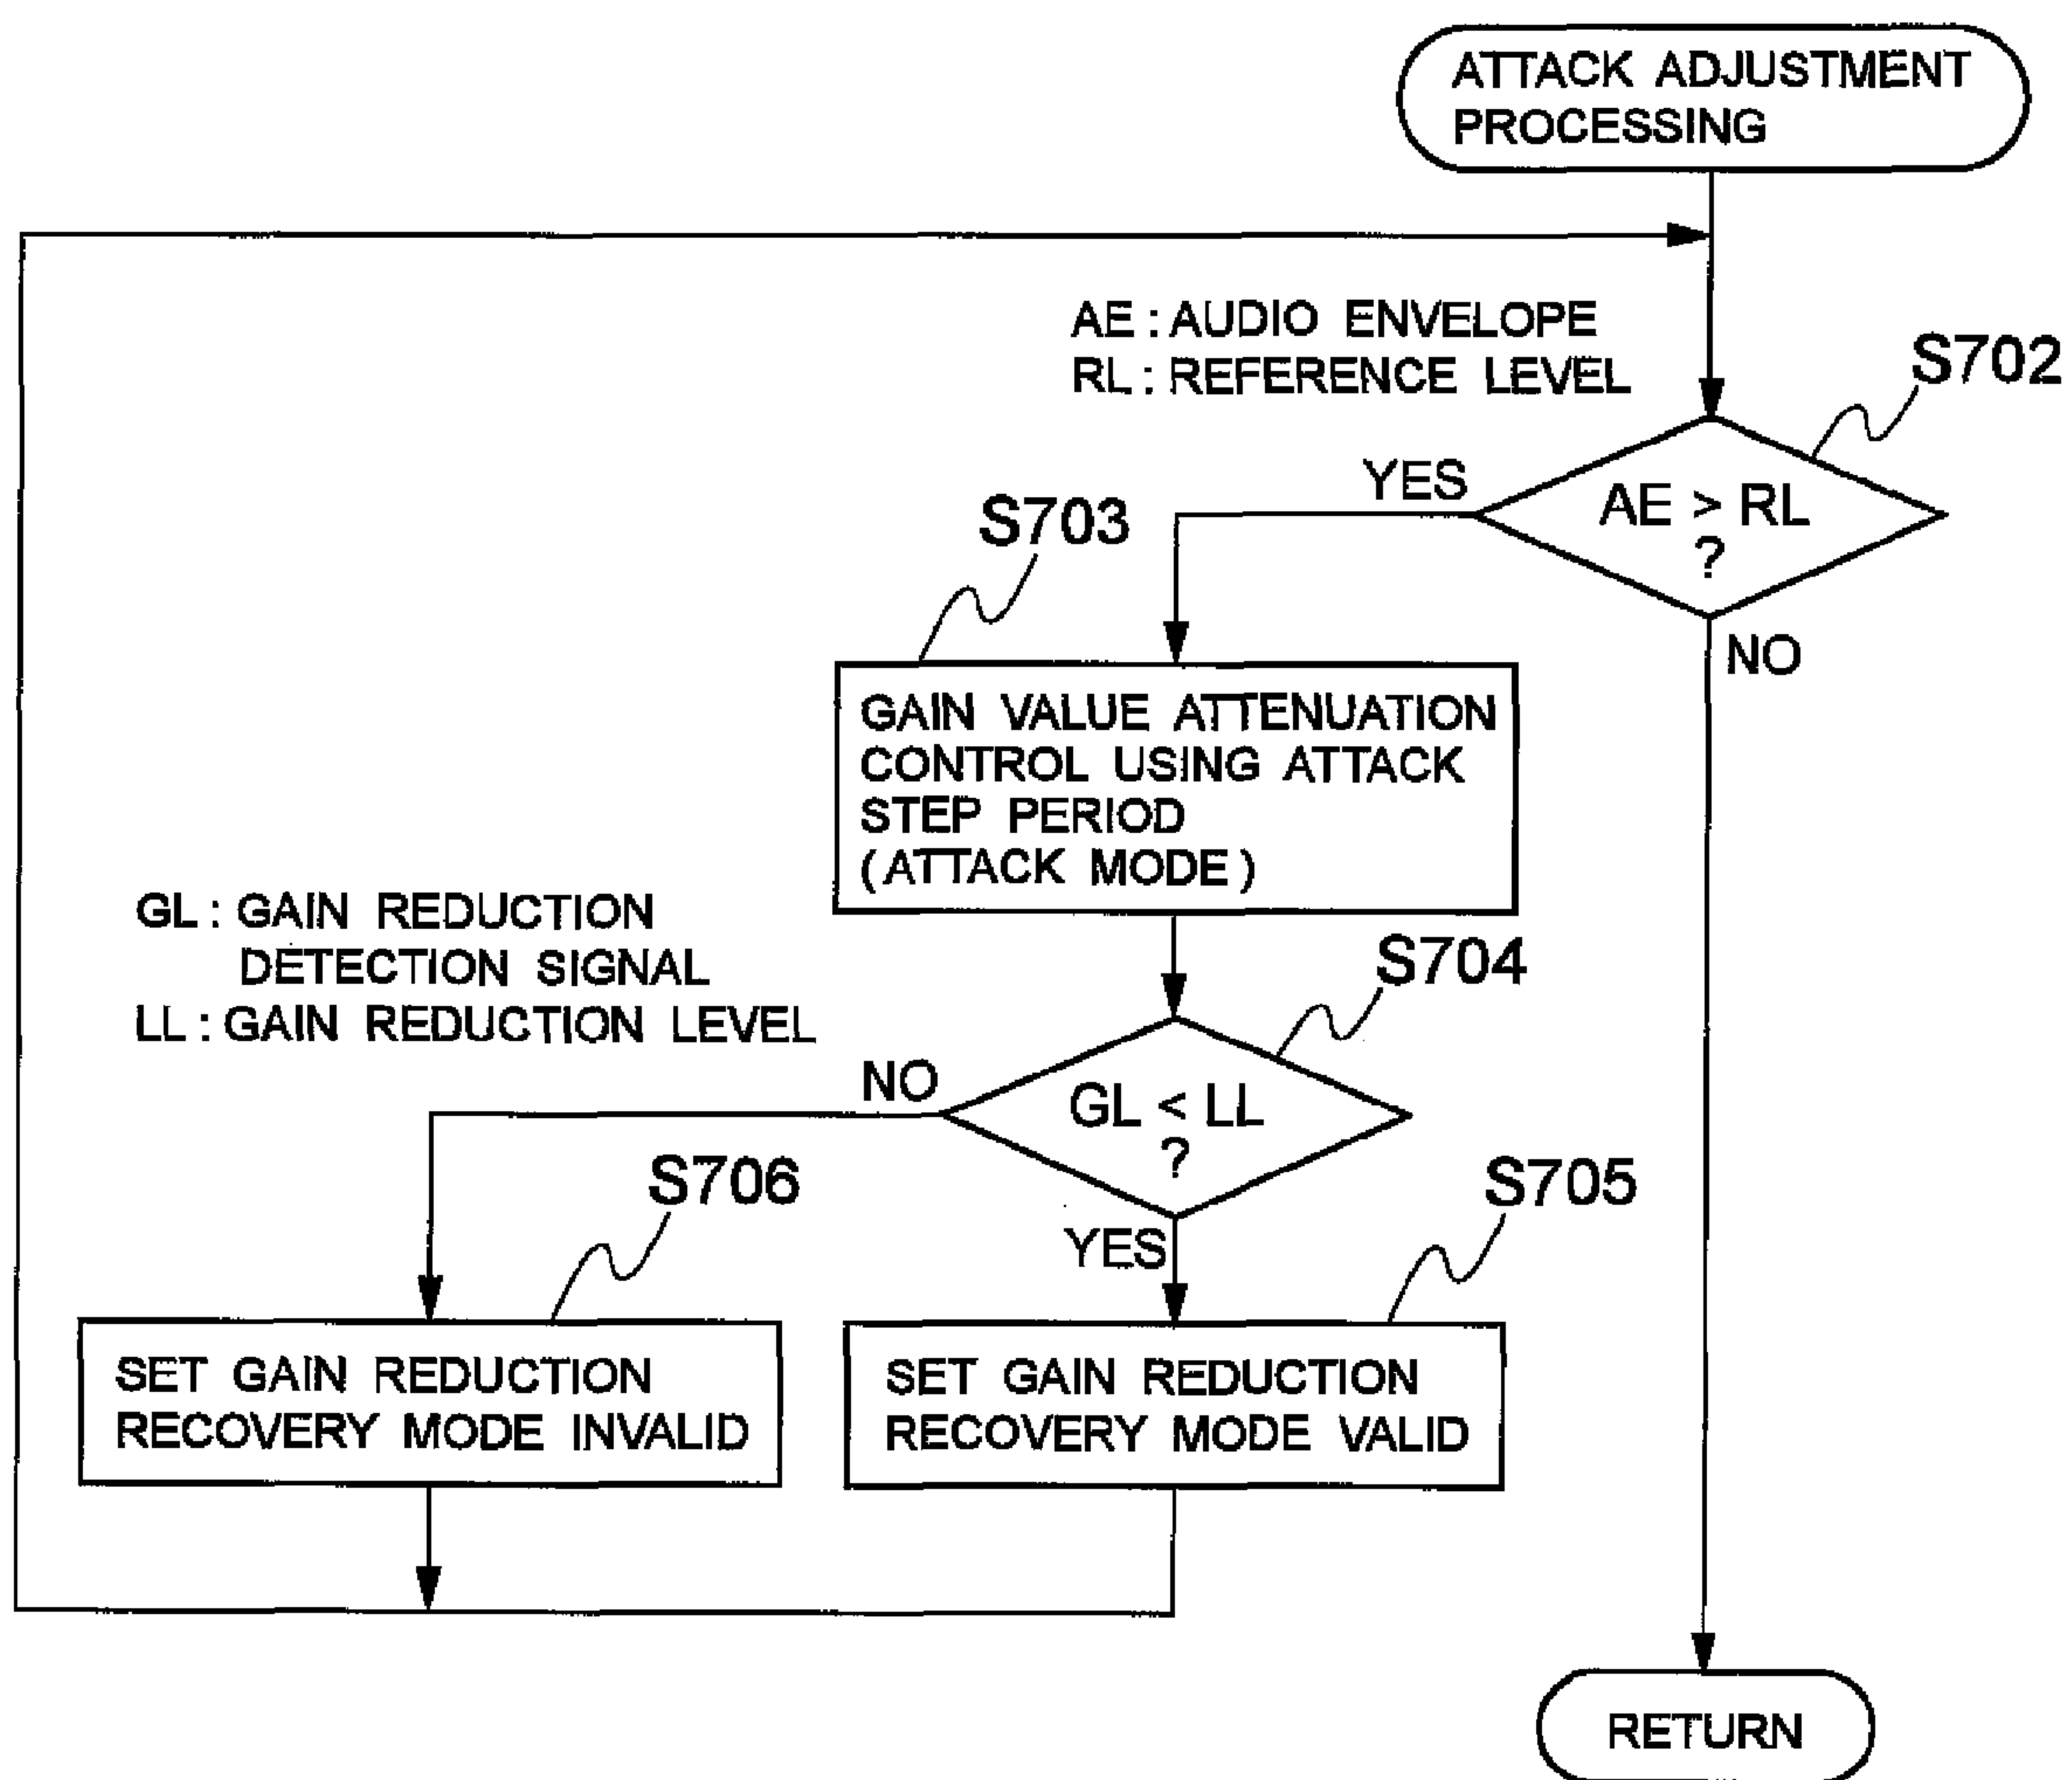 ATTACK ADJUSTMENT
PROCESSING
AE : AUDIO ENVELOPE
RL : REFERENCE LEVEL
S702
AE > RL
?
YES
NO
S703
GAIN VALUE ATTENUATION
CONTROL USING ATTACK
STEP PERIOD
(ATTACK MODE)
GL : GAIN REDUCTION
DETECTION SIGNAL
LL : GAIN REDUCTION LEVEL
S704
GL < LL
?
NO
YES
S706
SET GAIN REDUCTION
RECOVERY MODE INVALID
S705
SET GAIN REDUCTION
RECOVERY MODE VALID
RETURN